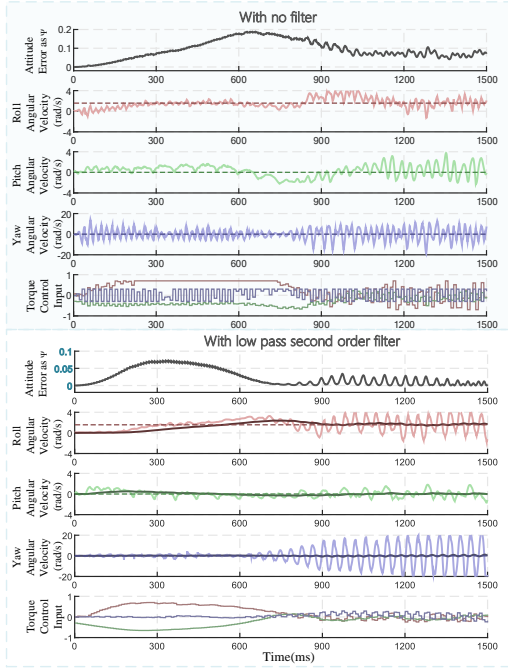 With no filter
Attitude
Error as Ψ
0.2
0.1
0
0 300 600 900 1200 1500
Roll
Angular
Velocity
(rad/s)
4
0
-4
0 300 600 900 1200 1500
Pitch
Angular
Velocity
(rad/s)
4
0
-4
0 300 600 900 1200 1500
Yaw
Angular
Velocity
(rad/s)
20
0
-20
0 300 600 900 1200 1500
Torque
Control
Input
1
0
-1
0 300 600 900 1200 1500
With low pass second order filter
Attitude
Error as Ψ
0.1
0.05
0
0 300 600 900 1200 1500
Roll
Angular
Velocity
(rad/s)
4
0
-4
0 300 600 900 1200 1500
Pitch
Angular
Velocity
(rad/s)
4
0
-4
0 300 600 900 1200 1500
Yaw
Angular
Velocity
(rad/s)
20
0
-20
0 300 600 900 1200 1500
Torque
Control
Input
1
0
-1
0 300 600 900 1200 1500
Time(ms)